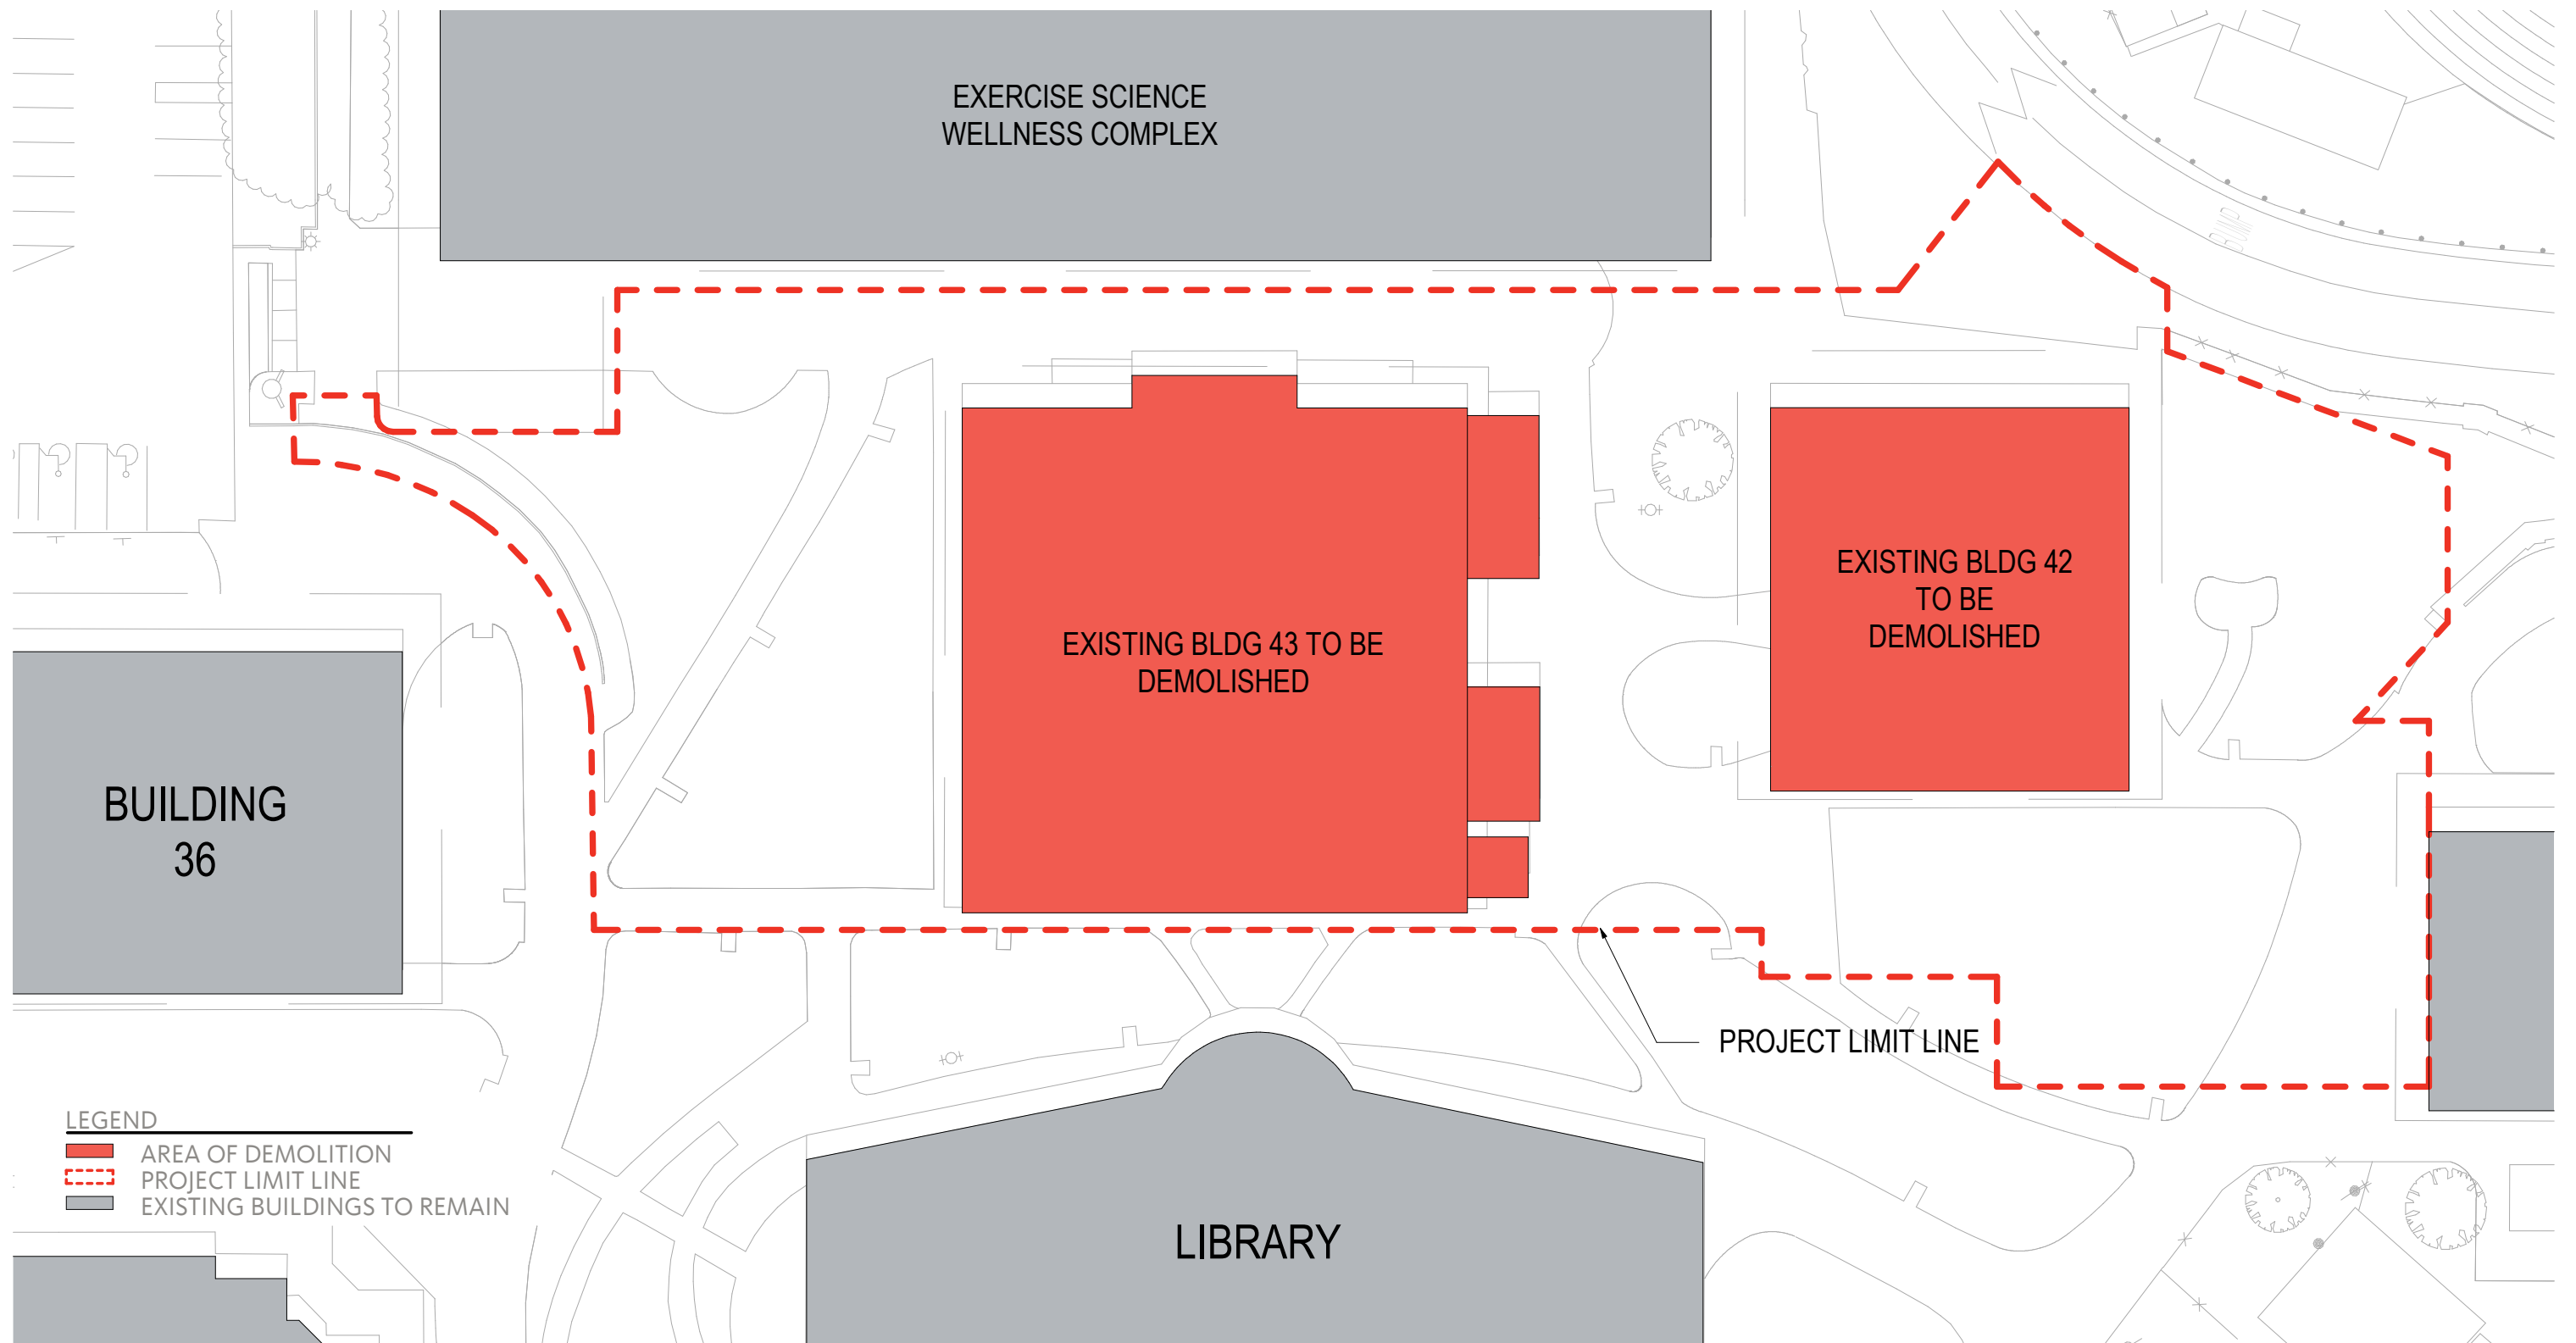 EXERCISE SCIENCE
WELLNESS COMPLEX
EXISTING BLDG 42
TO BE
DEMOLISHED
EXISTING BLDG 43 TO BE
DEMOLISHED
BUILDING
36
PROJECT LIMIT LINE
LEGEND
AREA OF DEMOLITION
PROJECT LIMIT LINE
EXISTING BUILDINGS TO REMAIN
LIBRARY